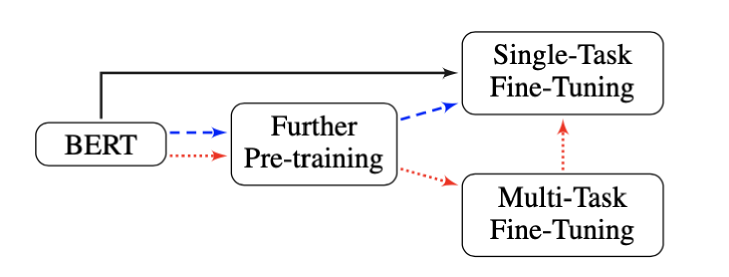 Single-Task
Fine-Tuning
BERT
Further
Pre-training
Multi-Task
Fine-Tuning